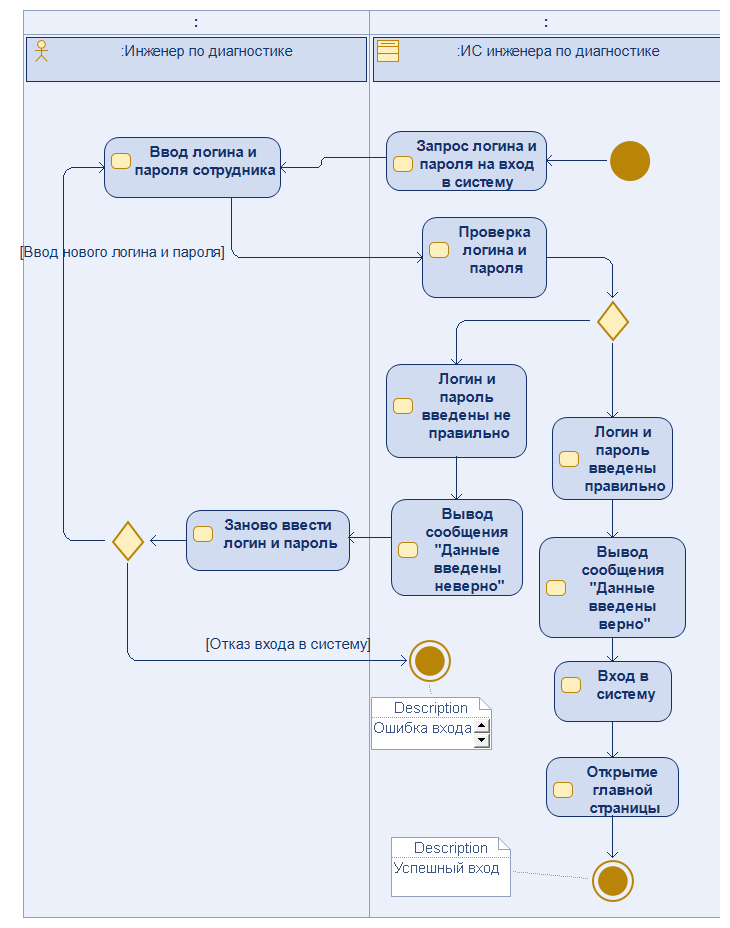 :
:
:Инженер по диагностике
:ИС инженера по диагностике
Ввод логина и
пароля сотрудника
Запрос логина и
пароля на вход
в систему
[Ввод нового логина и пароля]
Проверка
логина и
пароля
Логин и
пароль
введены не
правильно
Логин и
пароль
введены
правильно
Заново ввести
логин и пароль
Вывод
сообщения
"Данные
введены
неверно"
Вывод
сообщения
"Данные
введены
верно"
[Отказ входа в систему]
Вход в
систему
Description
Ошибка входа
Открытие
главной
страницы
Description
Успешный вход